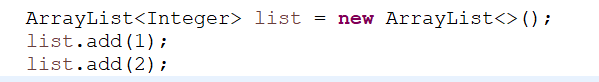 ArrayList<Integer> list = new ArrayList<>();
list.add(1);
list.add(2);